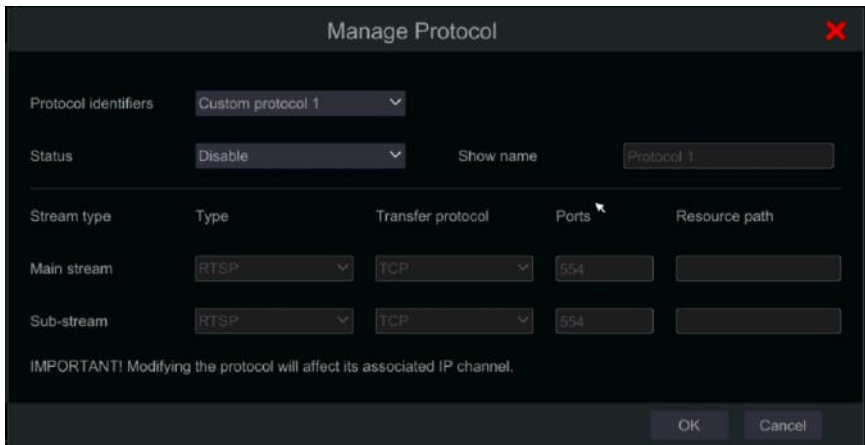 Manage Protocol
Protocol identifiers Custom protocol 1
Status Disable Show name Protocol 1
Stream type Type Transfer protocol Ports Resource path
Main stream RTSP TCP 554
Sub-stream RTSP TCP 554
IMPORTANT! Modifying the protocol will affect its associated IP channel.
OK Cancel